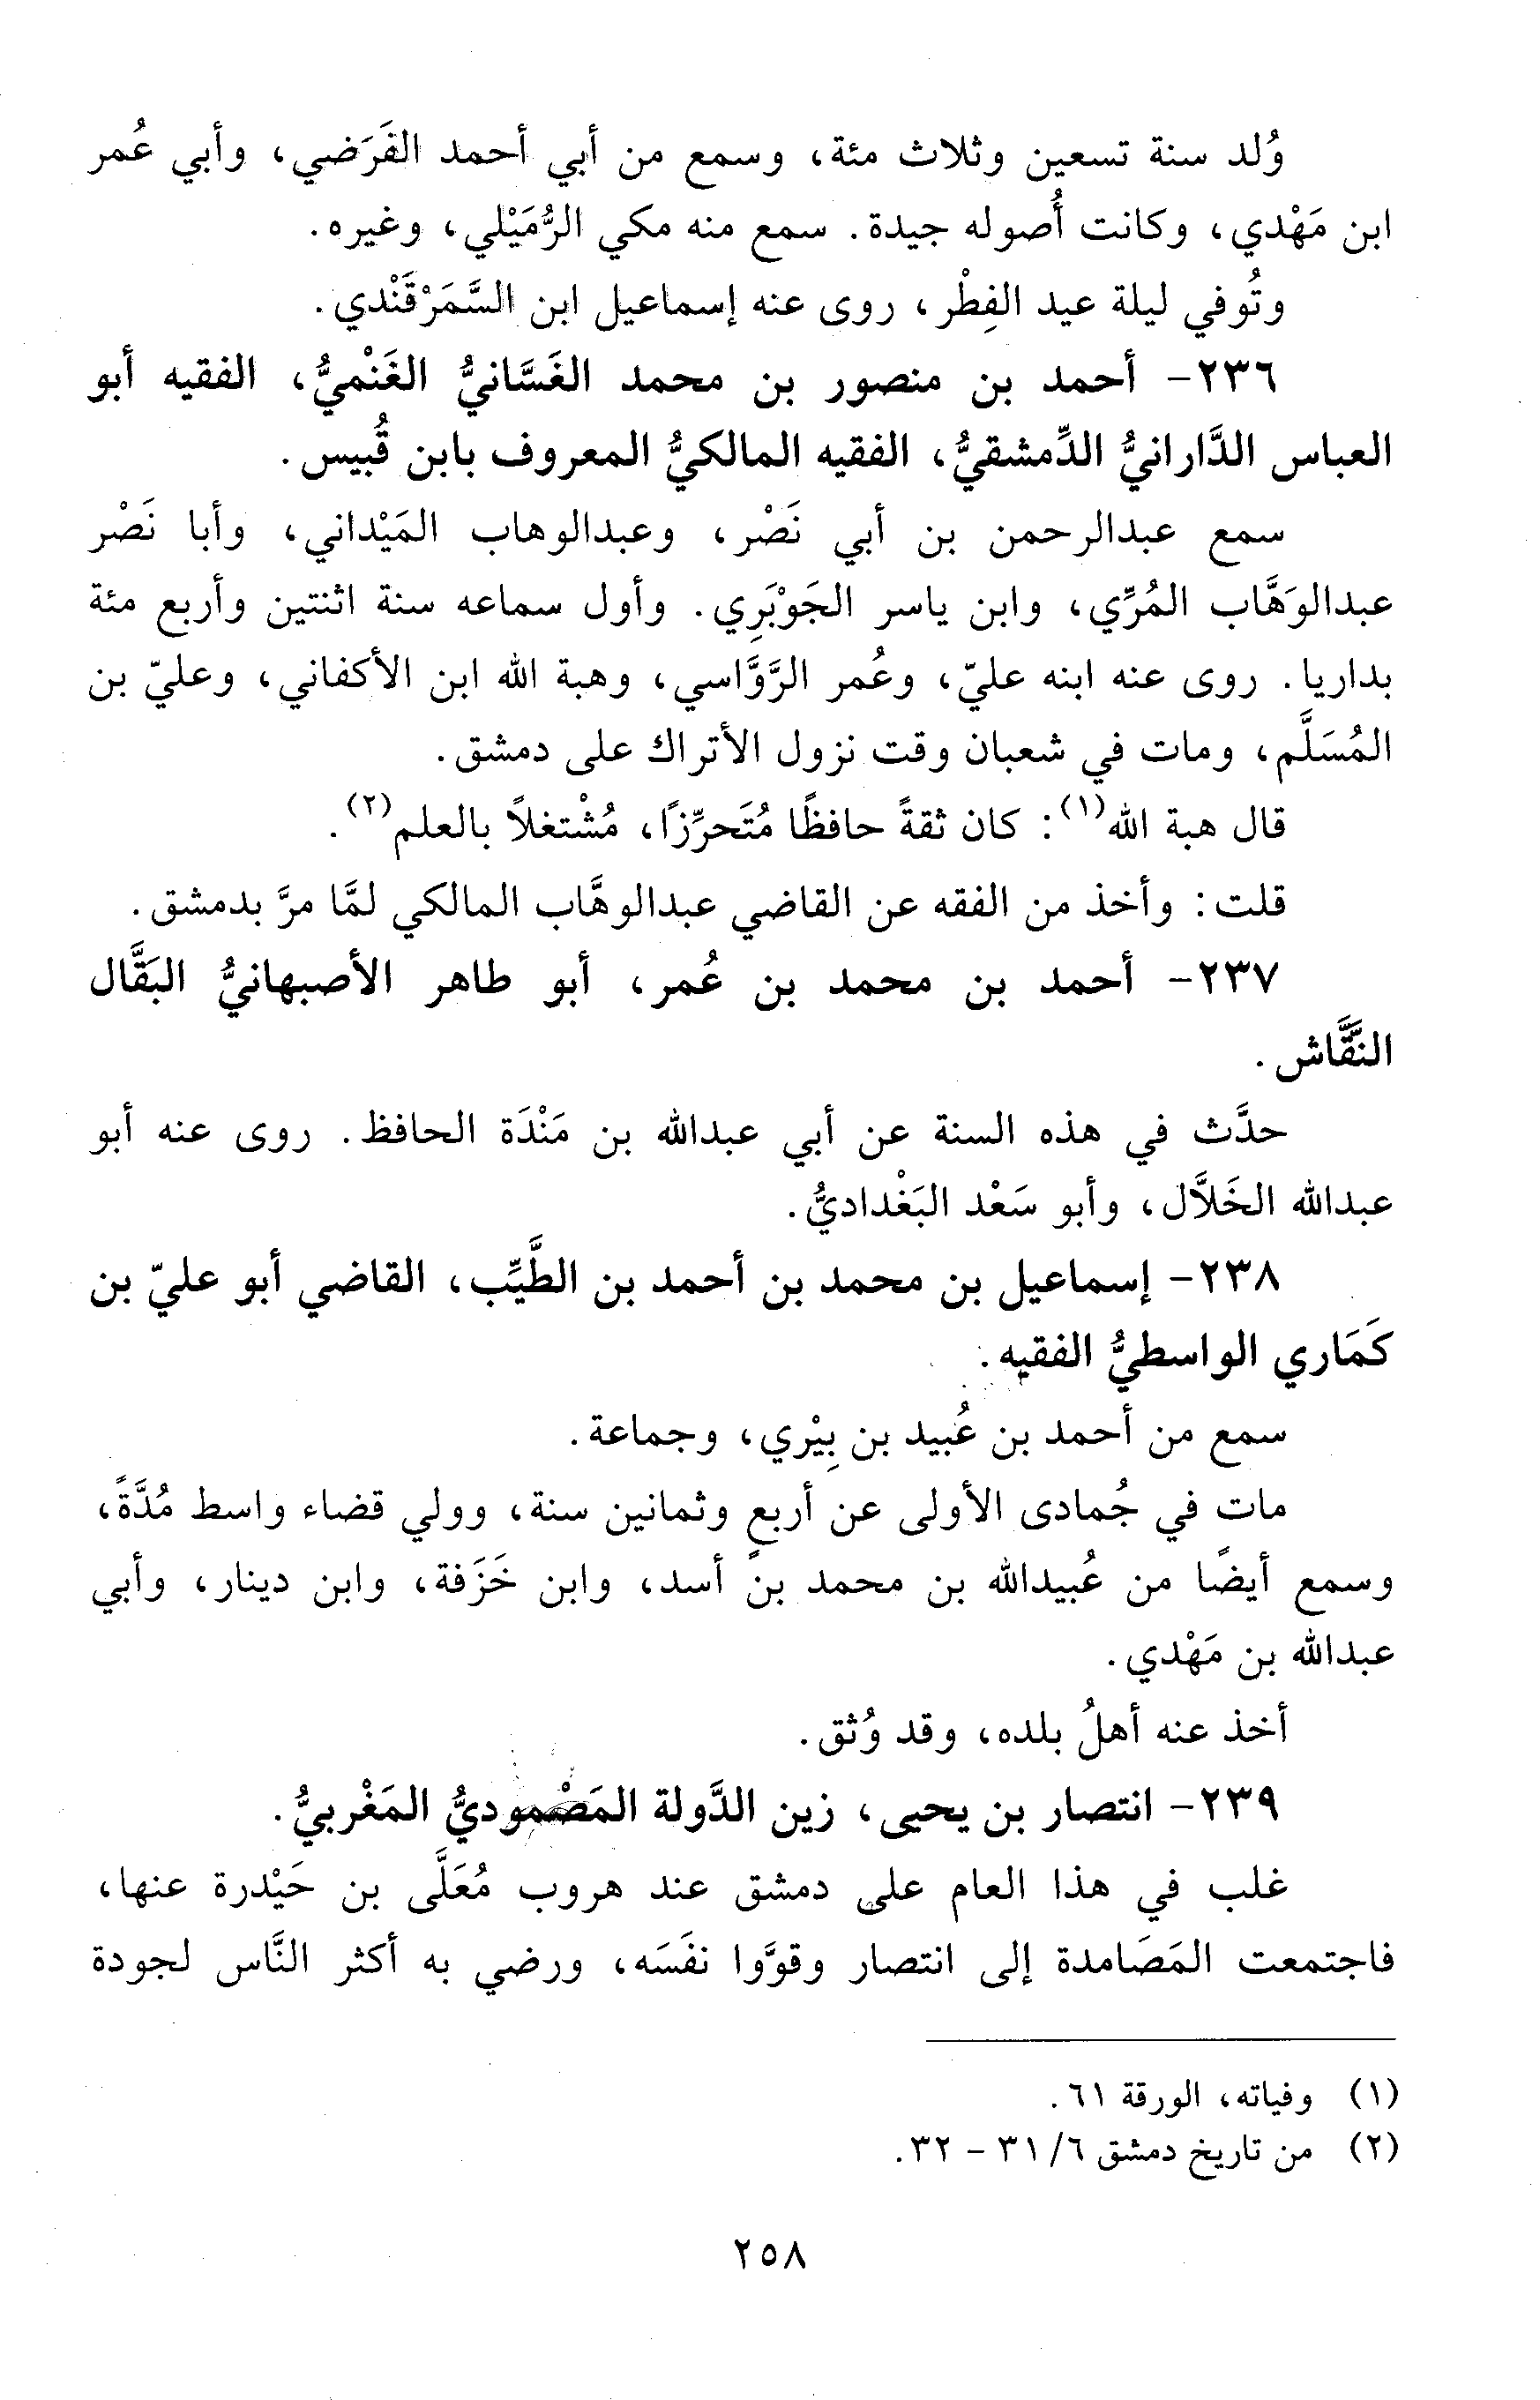 وُلد سنة تسعين وثلاث مئة، وسمع من أبي أحمد الفَرَضي، وأبي عُمر
ابن مَهْدي، وكانت أُصوله جيدة. سمع منه مكي الرُّمَيْلي، وغيره.
وتُوفي ليلة عيد الفِطْر، روى عنه إسماعيل ابن السَّمَرْقَنْدي.
٢٣٦- أحمد بن منصور بن محمد الغَسَّانيُّ الغَنْميُّ، الفقيه أبو
العباس الدَّارانيُّ الدِّمشقيُّ، الفقيه المالكيُّ المعروف بابن قُبيس.
سمع عبدالرحمن بن أبي نَصْر، وعبدالوهاب المَيْداني، وأبا نَصْر
عبدالوَهَّاب المُرِّي، وابن ياسر الجَوْبَرِي. وأول سماعه سنة اثنتين وأربع مئة
بداريا. روى عنه ابنه عليّ، وعُمر الرَّوَّاسي، وهبة الله ابن الأكفاني، وعليّ بن
المُسَلَّم، ومات في شعبان وقت نزول الأتراك على دمشق.
قال هبة الله(١): كان ثقةً حافظًا مُتَحرِّزًا، مُشْتغلاً بالعلم(٢).
قلت: وأخذ من الفقه عن القاضي عبدالوهَّاب المالكي لمَّا مرَّ بدمشق.
٢٣٧- أحمد بن محمد بن عُمر، أبو طاهر الأصبهانيُّ البَقَّال
النَّقَّاش.
حدَّث في هذه السنة عن أبي عبدالله بن مَنْدَة الحافظ. روى عنه أبو
عبدالله الخَلاَّل، وأبو سَعْد البَغْداديُّ.
٢٣٨- إسماعيل بن محمد بن أحمد بن الطَّيِّب، القاضي أبو عليّ بن
كَمَاري الواسطيُّ الفقيه.
سمع من أحمد بن عُبيد بن بِيْري، وجماعة.
مات في جُمادى الأولى عن أربعٍ وثمانين سنة، وولي قضاء واسط مُدَّةً،
وسمع أيضًا من عُبيدالله بن محمد بن أسد، وابن خَزَفة، وابن دينار، وأبي
عبدالله بن مَهْدي.
أخذ عنه أهلُ بلده، وقد وُثق.
٢٣٩- انتصار بن يحيى، زين الدَّولة المَصْموديُّ المَغْربيُّ.
غلب في هذا العام على دمشق عند هروب مُعَلَّى بن حَيْدرة عنها،
فاجتمعت المَصَامدة إلى انتصار وقوَّوا نفَسَه، ورضي به أكثر النَّاس لجودة
(١) وفياته، الورقة ٦١.
(٢) من تاريخ دمشق ٦/ ٣١ - ٣٢.
٢٥٨